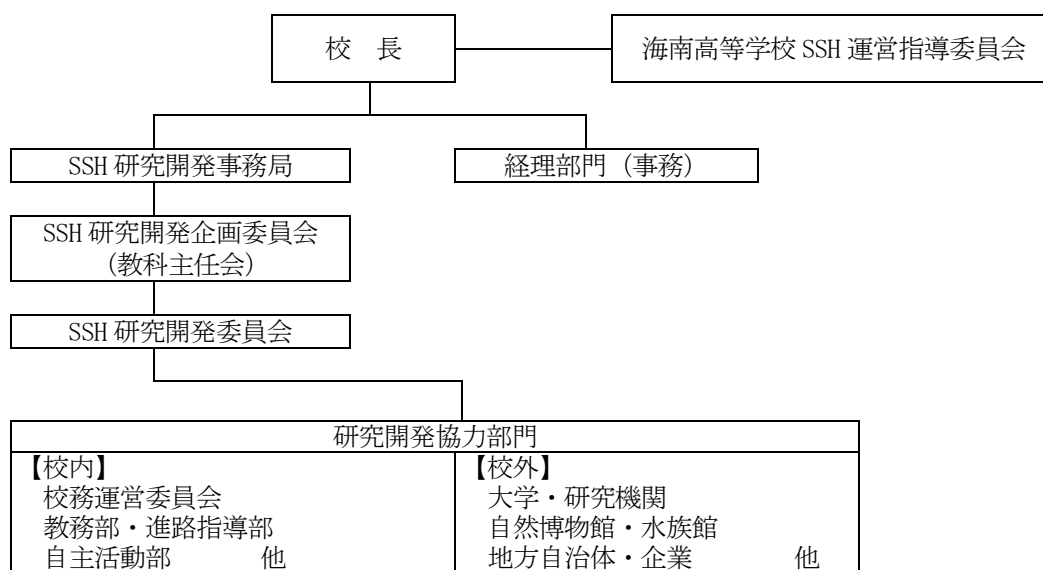 校　長
海南高等学校 SSH 運営指導委員会
SSH 研究開発事務局
経理部門（事務）
SSH 研究開発企画委員会
（教科主任会）
SSH 研究開発委員会
研究開発協力部門
【校内】
校務運営委員会
教務部・進路指導部
自主活動部　　　　他
【校外】
大学・研究機関
自然博物館・水族館
地方自治体・企業　　　　他